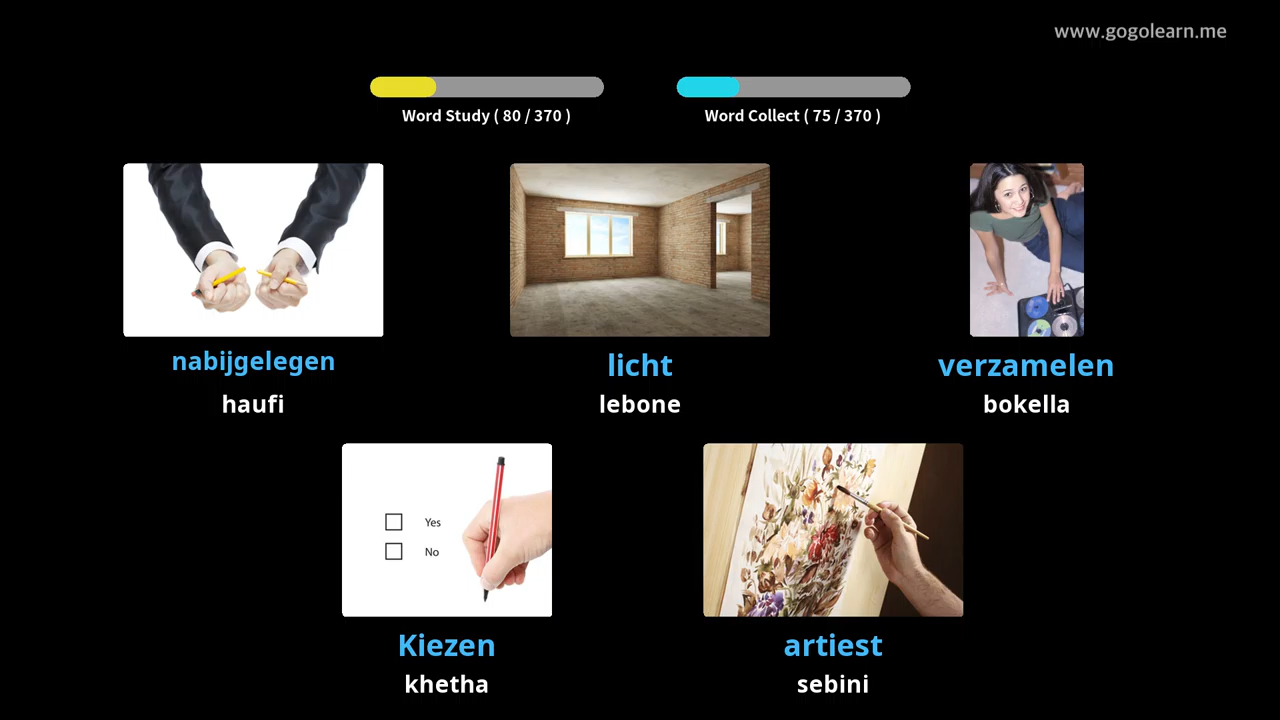 www.gogolearn.me
Word Study ( 80 / 370 )
Word Collect ( 75 / 370 )
nabijgelegen
haufi
licht
lebone
verzamelen
bokella
Yes
No
Kiezen
khetha
artiest
sebini